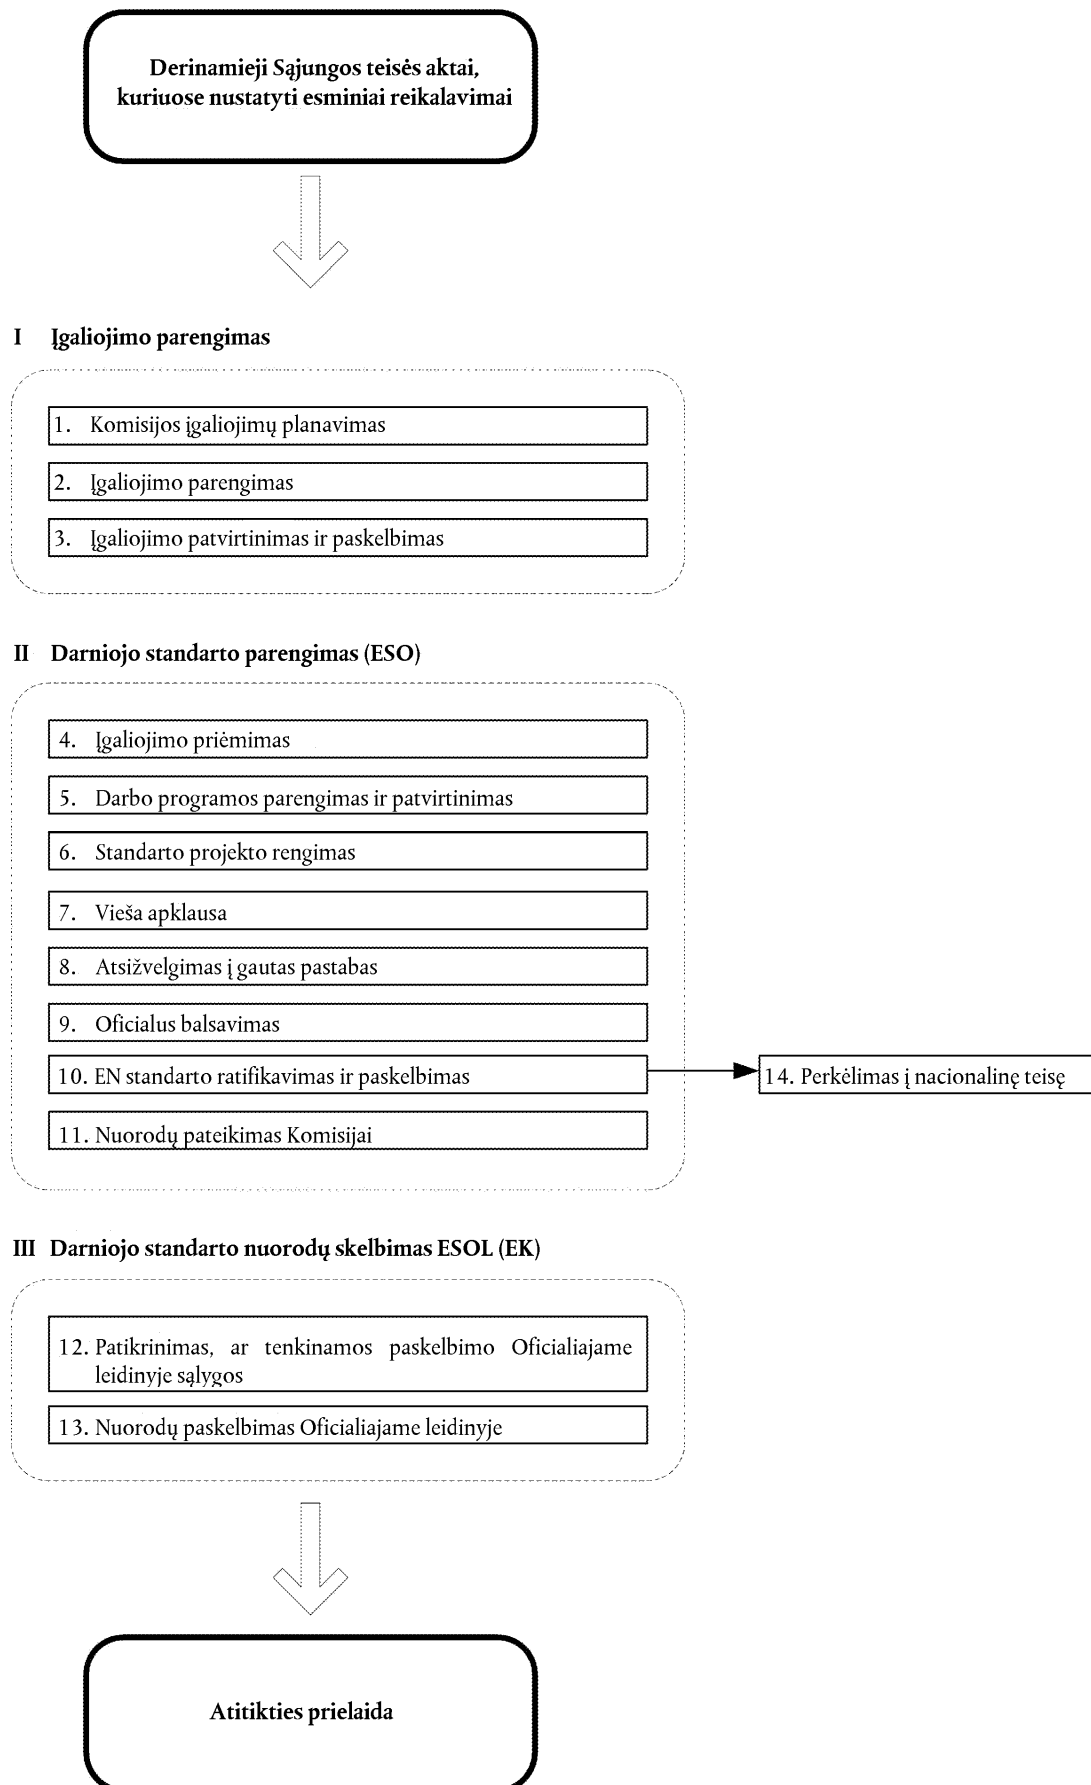 Derinamieji Sąjungos teisės aktai,
kuriuose nustatyti esminiai reikalavimai
I Įgaliojimo parengimas
1. Komisijos įgaliojimų planavimas
2. Įgaliojimo parengimas
3. Įgaliojimo patvirtinimas ir paskelbimas
II Darniojo standarto parengimas (ESO)
4. Įgaliojimo priėmimas
5. Darbo programos parengimas ir patvirtinimas
6. Standarto projekto rengimas
7. Vieša apklausa
8. Atsižvelgimas į gautas pastabas
9. Oficialus balsavimas
10. EN standarto ratifikavimas ir paskelbimas
14. Perkėlimas į nacionalinę teisę
11. Nuorodų pateikimas Komisijai
III Darniojo standarto nuorodų skelbimas ESOL (EK)
12. Patikrinimas, ar tenkinamos paskelbimo Oficialiajame
leidinyje sąlygos
13. Nuorodų paskelbimas Oficialiajame leidinyje
Atitikties prielaida